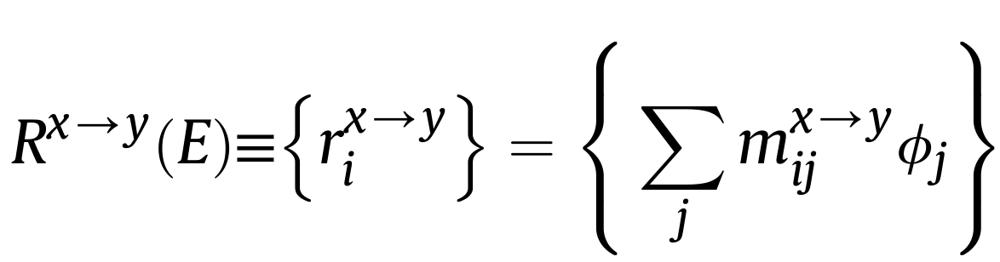 R^{x→y}(E)≡{r_i^{x→y}} = {∑_j m_{ij}^{x→y} ϕ_j}